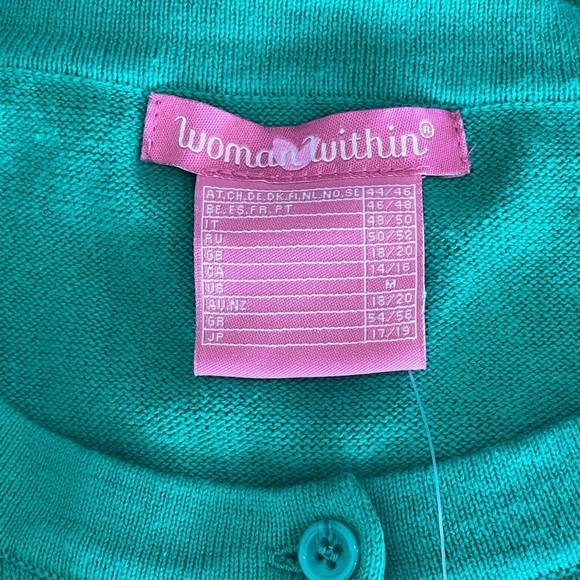 Woman Within®
AT,CH,DE,DK,FI,NL,NO,SE 44/46
BE,ES,FR,PT 46/48
IT 48/50
RU 50/52
GB 18/20
CA 14/16
US M
AU,NZ 18/20
GR 54/56
JP 17/19